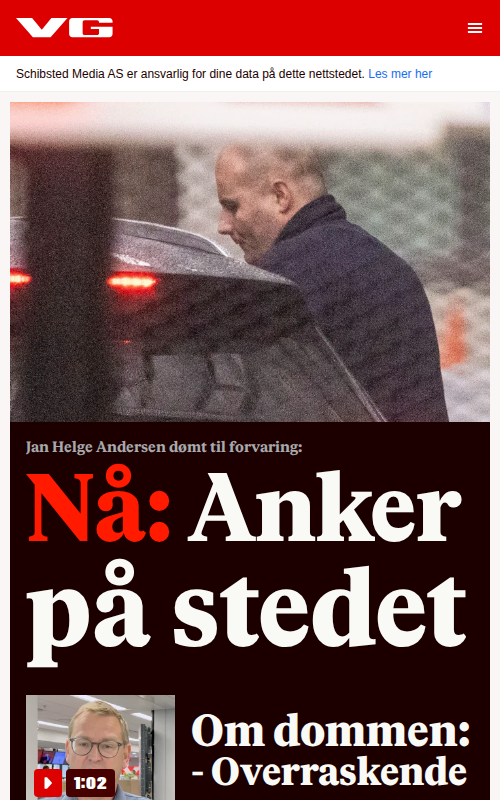 VG
Schibsted Media AS er ansvarlig for dine data på dette nettstedet. Les mer her
Jan Helge Andersen dømt til forvaring:
Nå: Anker
på stedet
Om dommen:
- Overraskende
1:02